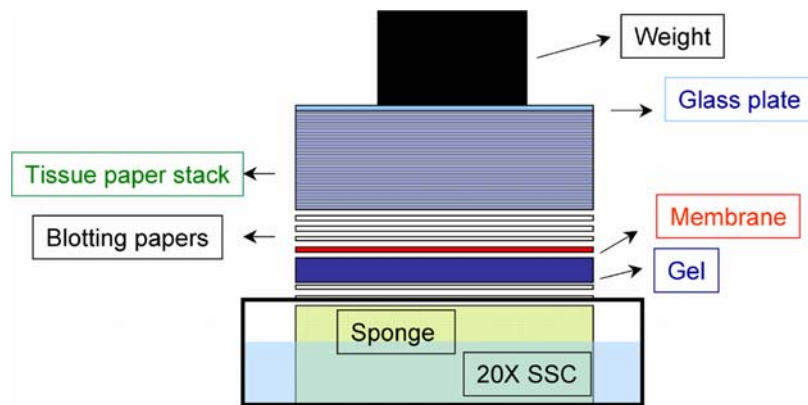 Weight
Glass plate
Tissue paper stack
Membrane
Blotting papers
Gel
Sponge
20X SSC